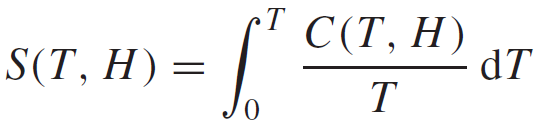 S(T, H) = ∫₀ᵀ C(T, H)/T dT